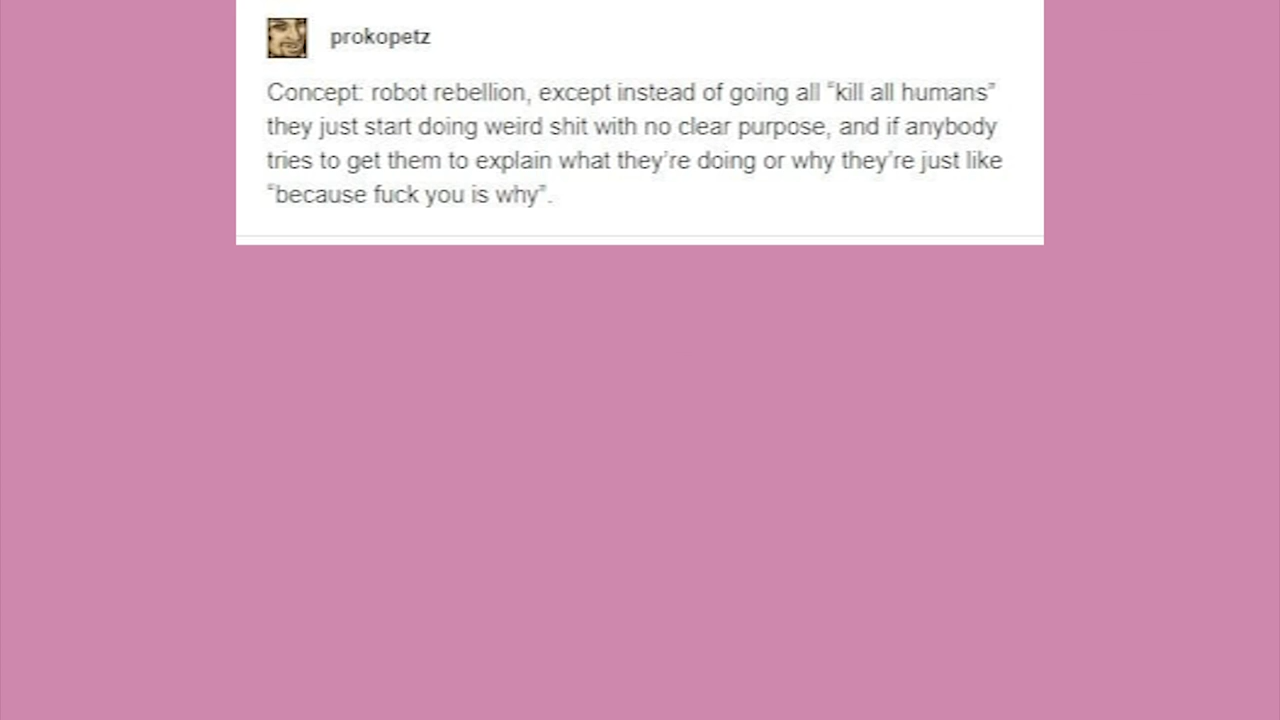 prokopetz
Concept: robot rebellion, except instead of going all “kill all humans”
they just start doing weird shit with no clear purpose, and if anybody
tries to get them to explain what they’re doing or why they’re just like
“because fuck you is why”.